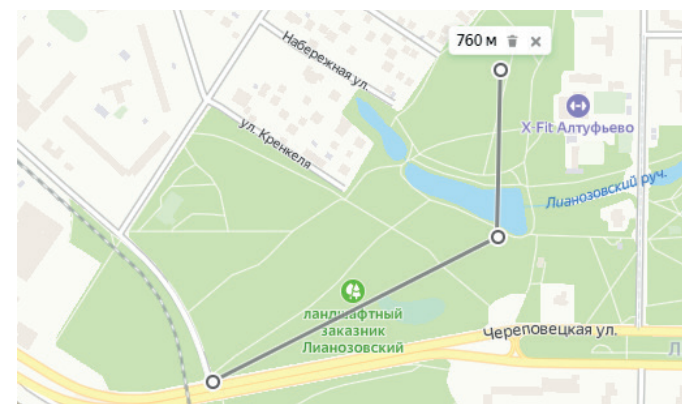 760 м
Набережная ул.
X-Fit Алтуфьево
ул. Кренкеля
Лианозовский руч.
ландшафтный
заказник
Лианозовский
Череповецкая ул.
Л